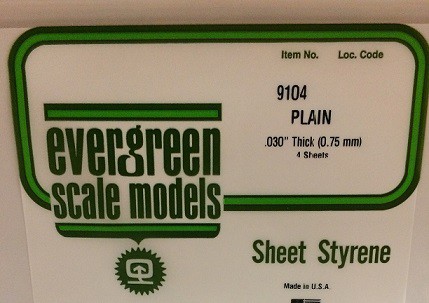 Item No. Loc. Code
9104
PLAIN
.030" Thick (0.75 mm)
4 Sheets
evergreen
scale models
Sheet Styrene
Made in U.S.A.